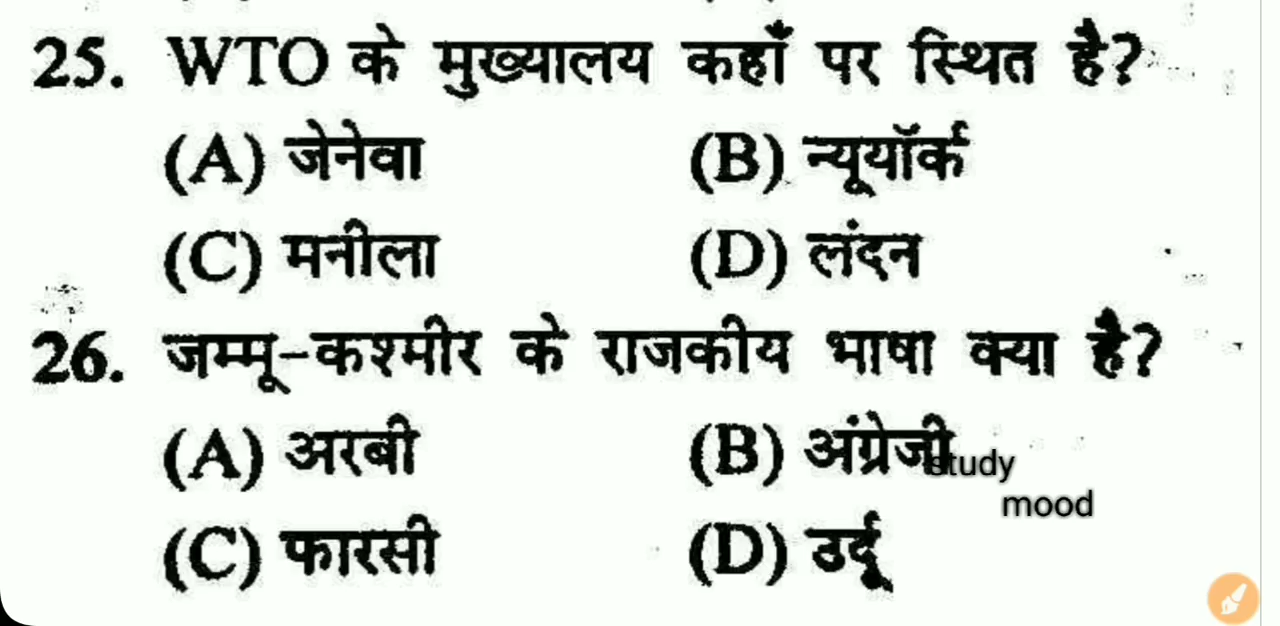 25. WTO के मुख्यालय कहाँ पर स्थित है?
(A) जेनेवा (B) न्यूयॉर्क
(C) मनीला (D) लंदन
26. जम्मू-कश्मीर के राजकीय भाषा क्या है?
(A) अरबी (B) अंग्रेजी
study
mood
(C) फारसी (D) उर्दू